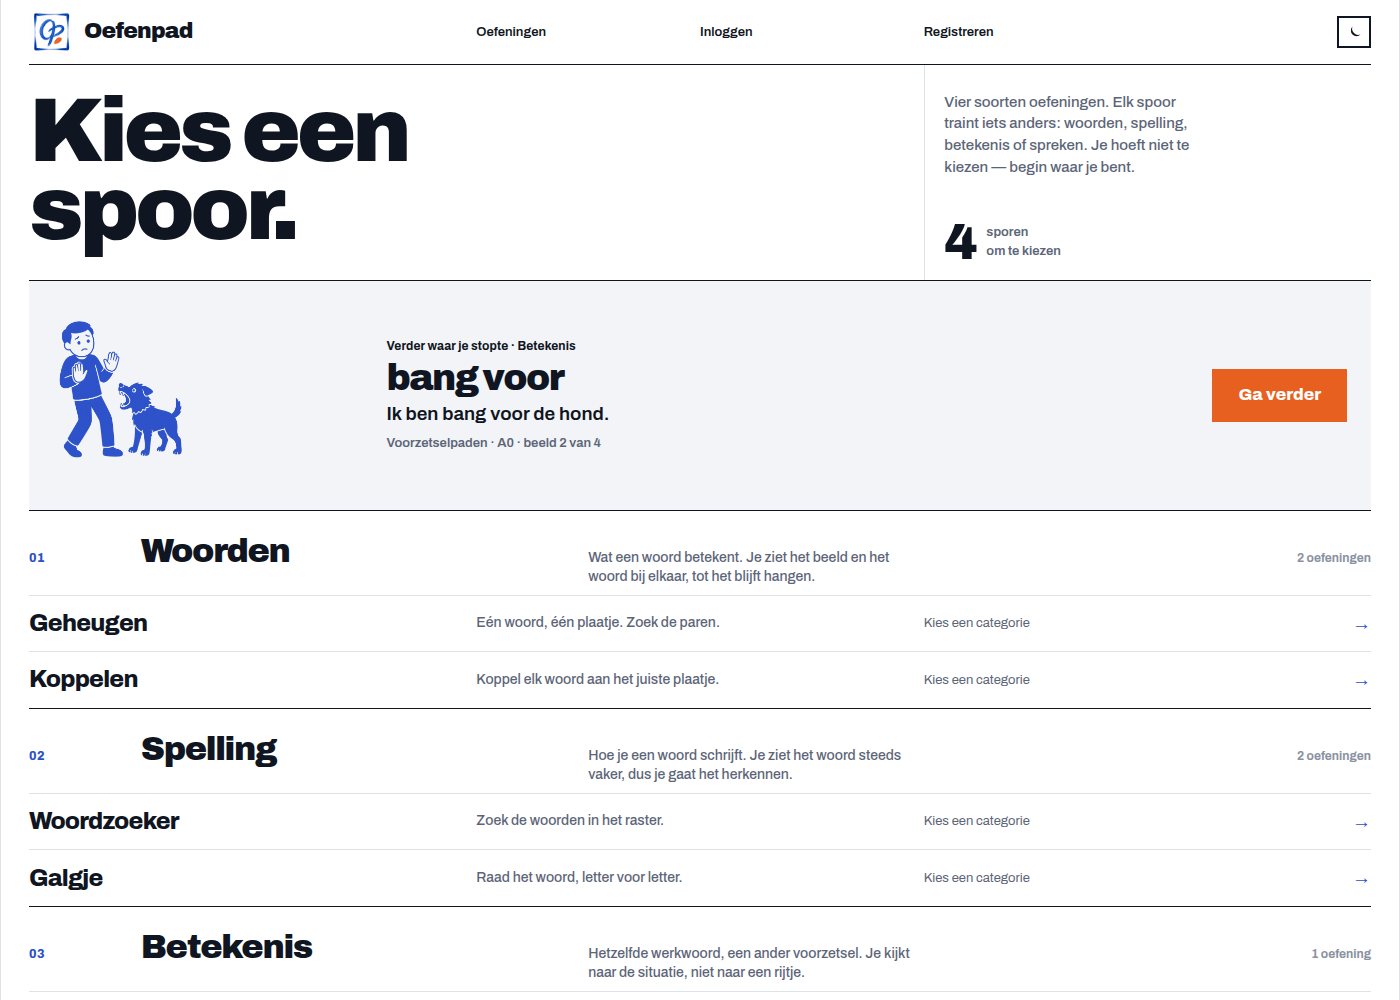 Oefenpad
Oefeningen
Inloggen
Registreren
Kies een
spoor.
Vier soorten oefeningen. Elk spoor
traint iets anders: woorden, spelling,
betekenis of spreken. Je hoeft niet te
kiezen — begin waar je bent.
4
sporen
om te kiezen
Verder waar je stopte · Betekenis
bang voor
Ik ben bang voor de hond.
Voorzetselpaden · A0 · beeld 2 van 4
Ga verder
01
Woorden
Wat een woord betekent. Je ziet het beeld en het
woord bij elkaar, tot het blijft hangen.
2 oefeningen
Geheugen
Eén woord, één plaatje. Zoek de paren.
Kies een categorie
→
Koppelen
Koppel elk woord aan het juiste plaatje.
Kies een categorie
→
02
Spelling
Hoe je een woord schrijft. Je ziet het woord steeds
vaker, dus je gaat het herkennen.
2 oefeningen
Woordzoeker
Zoek de woorden in het raster.
Kies een categorie
→
Galgje
Raad het woord, letter voor letter.
Kies een categorie
→
03
Betekenis
Hetzelfde werkwoord, een ander voorzetsel. Je kijkt
naar de situatie, niet naar een rijtje.
1 oefening